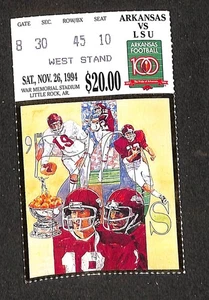 ARKANSAS
VS
LSU
8 30 45 10
GATE SEC. ROW/BX SEAT
WEST STAND
ARKANSAS
FOOTBALL
100
SAT., NOV. 26, 1994
WAR MEMORIAL STADIUM
LITTLE ROCK, AR.
$20.00
19